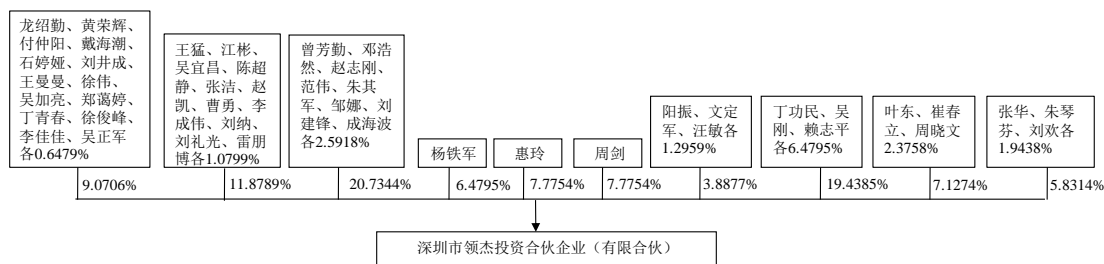 龙绍勤、黄荣辉、
付仲阳、戴海潮、
石婷娅、刘井成、
王曼曼、徐伟、
吴加亮、郑蔼婷、
丁青春、徐俊峰、
李佳佳、吴正军
各0.6479%
王猛、江彬、
吴宜昌、陈超
静、张洁、赵
凯、曹勇、李
成伟、刘纳、
刘礼光、雷朋
博各1.0799%
曾芳勤、邓浩
然、赵志刚、
范伟、朱其
军、邹娜、刘
建锋、成海波
各2.5918%
杨铁军
惠玲
周剑
阳振、文定
军、汪敏各
1.2959%
丁功民、吴
刚、赖志平
各6.4795%
叶东、崔春
立、周晓文
2.3758%
张华、朱琴
芬、刘欢各
1.9438%
9.0706%
11.8789%
20.7344%
6.4795%
7.7754%
7.7754%
3.8877%
19.4385%
7.1274%
5.8314%
深圳市领杰投资合伙企业（有限合伙）